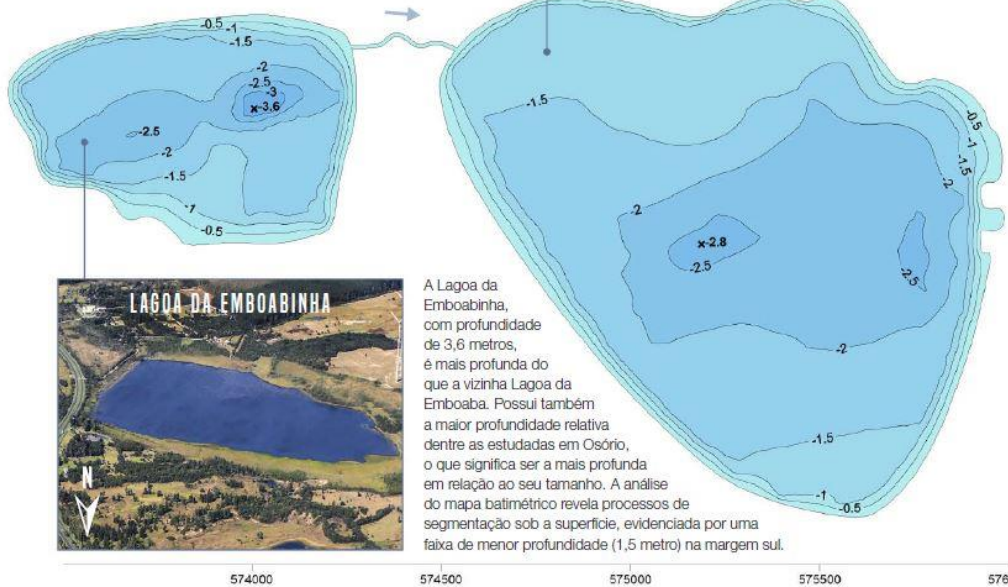 -0.5
-1
-1.5
-2
-2.5
-3
-3.6
-2.5
-2
-1.5
-1
-0.5
-1.5
-0.5
-1
-1.5
-2
-2
-2.8
-2.5
-2.5
-2
-1.5
-1
-0.5
LAGOA DA EMBOABINHA
N
A Lagoa da
Emboabinha,
com profundidade
de 3,6 metros,
é mais profunda do
que a vizinha Lagoa da
Emboaba. Possui também
a maior profundidade relativa
dentre as estudadas em Osório,
o que significa ser a mais profunda
em relação ao seu tamanho. A análise
do mapa batimétrico revela processos de
segmentação sob a superfície, evidenciada por uma
faixa de menor profundidade (1,5 metro) na margem sul.
574000
574500
575000
575500